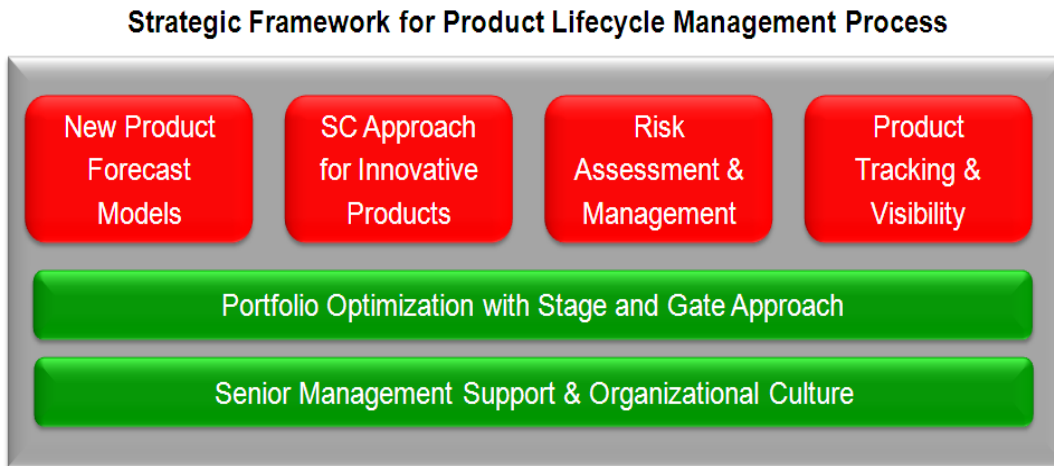 Strategic Framework for Product Lifecycle Management Process
New Product
Forecast
Models
SC Approach
for Innovative
Products
Risk
Assessment &
Management
Product
Tracking &
Visibility
Portfolio Optimization with Stage and Gate Approach
Senior Management Support & Organizational Culture